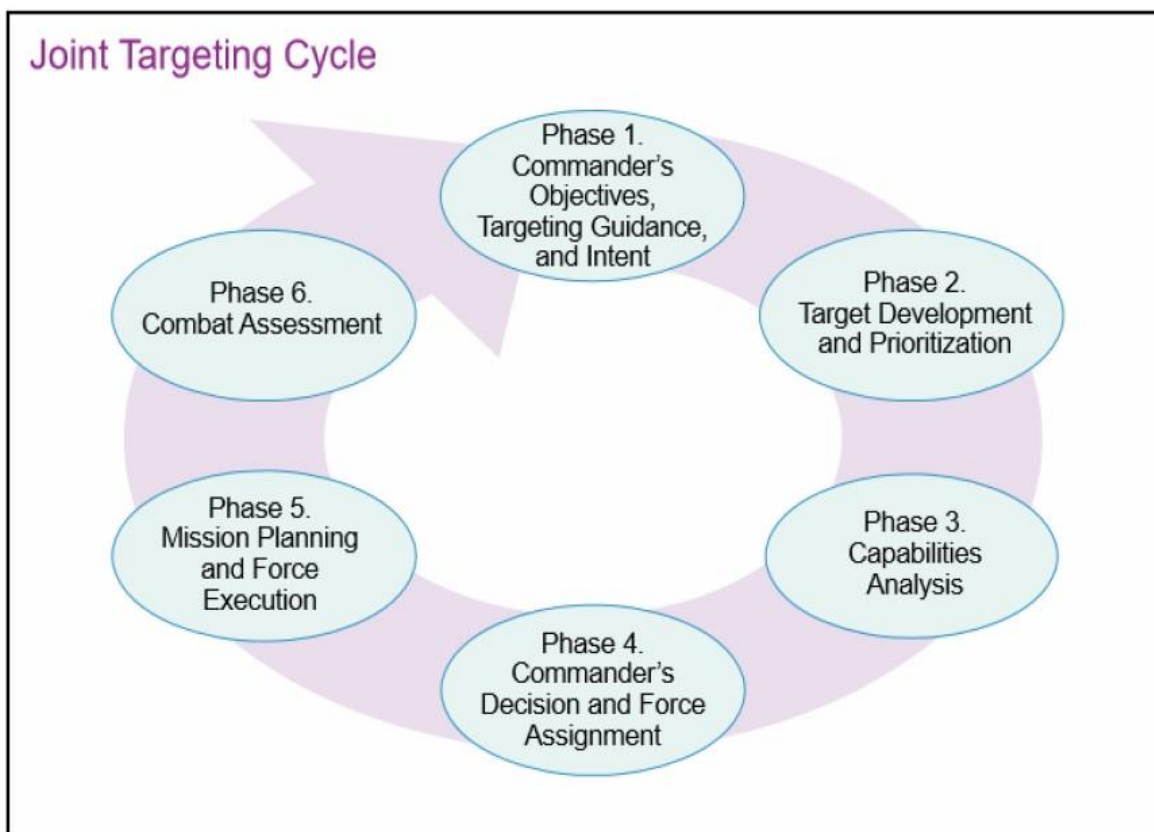 Joint Targeting Cycle
Phase 1.
Commander’s
Objectives,
Targeting Guidance,
and Intent
Phase 2.
Target Development
and Prioritization
Phase 3.
Capabilities
Analysis
Phase 4.
Commander’s
Decision and Force
Assignment
Phase 5.
Mission Planning
and Force
Execution
Phase 6.
Combat Assessment